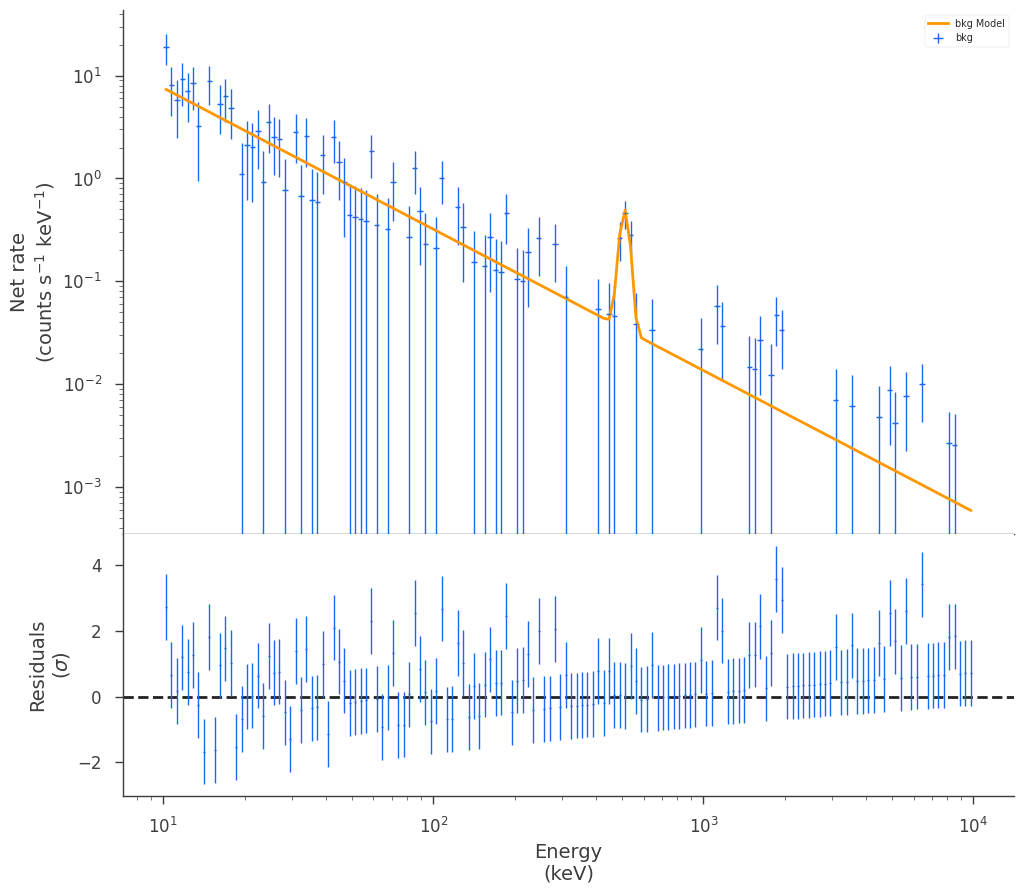 bkg Model
bkg
Net rate
(counts s⁻¹ keV⁻¹)
10¹
10⁰
10⁻¹
10⁻²
10⁻³
Residuals
(σ)
4
2
0
−2
10¹
10²
10³
10⁴
Energy
(keV)